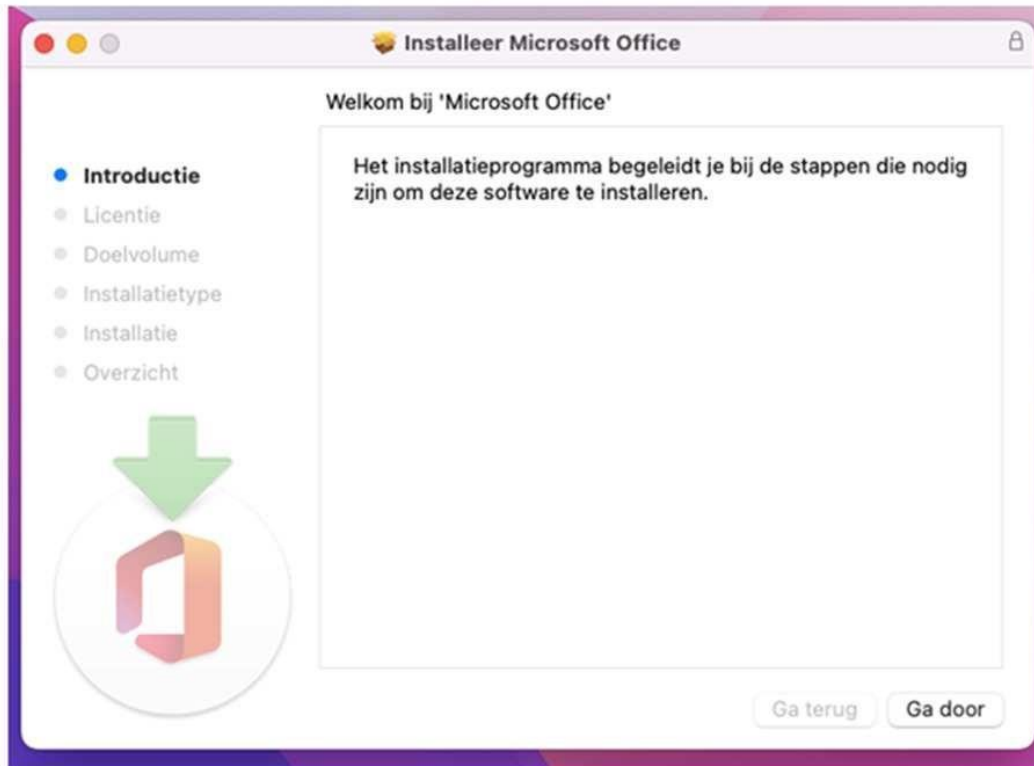 Installeer Microsoft Office
Welkom bij 'Microsoft Office'
Introductie
Licentie
Doelvolume
Installatietype
Installatie
Overzicht
Het installatieprogramma begeleidt je bij de stappen die nodig
zijn om deze software te installeren.
Ga terug
Ga door